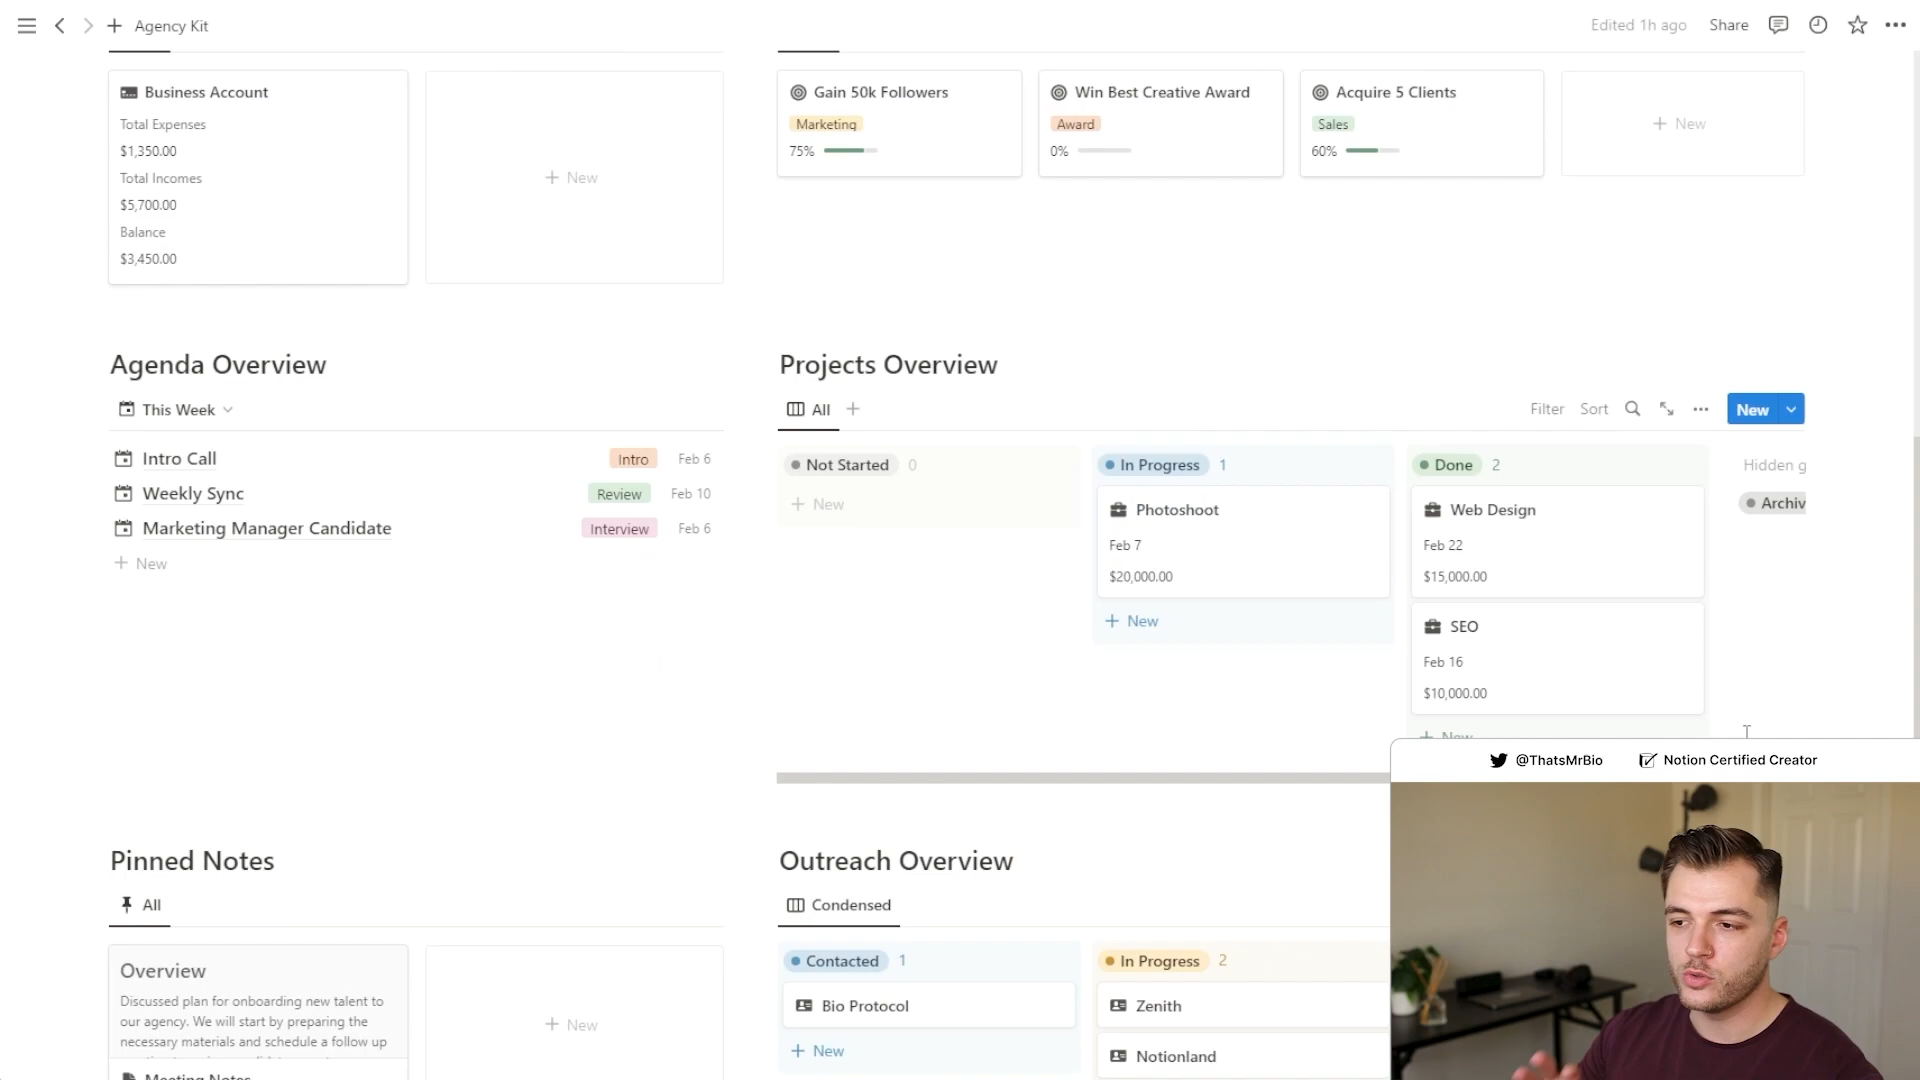 Agency Kit
Edited 1h ago
Share
Business Account
Total Expenses
$1,350.00
Total Incomes
$5,700.00
Balance
$3,450.00
New
Gain 50k Followers
Marketing
75%
Win Best Creative Award
Award
0%
Acquire 5 Clients
Sales
60%
New
Agenda Overview
This Week
Intro Call Intro Feb 6
Weekly Sync Review Feb 10
Marketing Manager Candidate Interview Feb 6
New
Projects Overview
All
Filter Sort New
Not Started 0
New
In Progress 1
Photoshoot
Feb 7
$20,000.00
New
Done 2
Web Design
Feb 22
$15,000.00
SEO
Feb 16
$10,000.00
New
Hidden g
Archiv
@ThatsMrBio Notion Certified Creator
Pinned Notes
All
Overview
Discussed plan for onboarding new talent to
our agency. We will start by preparing the
necessary materials and schedule a follow up
Meeting Notes
New
Outreach Overview
Condensed
Contacted 1
Bio Protocol
New
In Progress 2
Zenith
Notionland